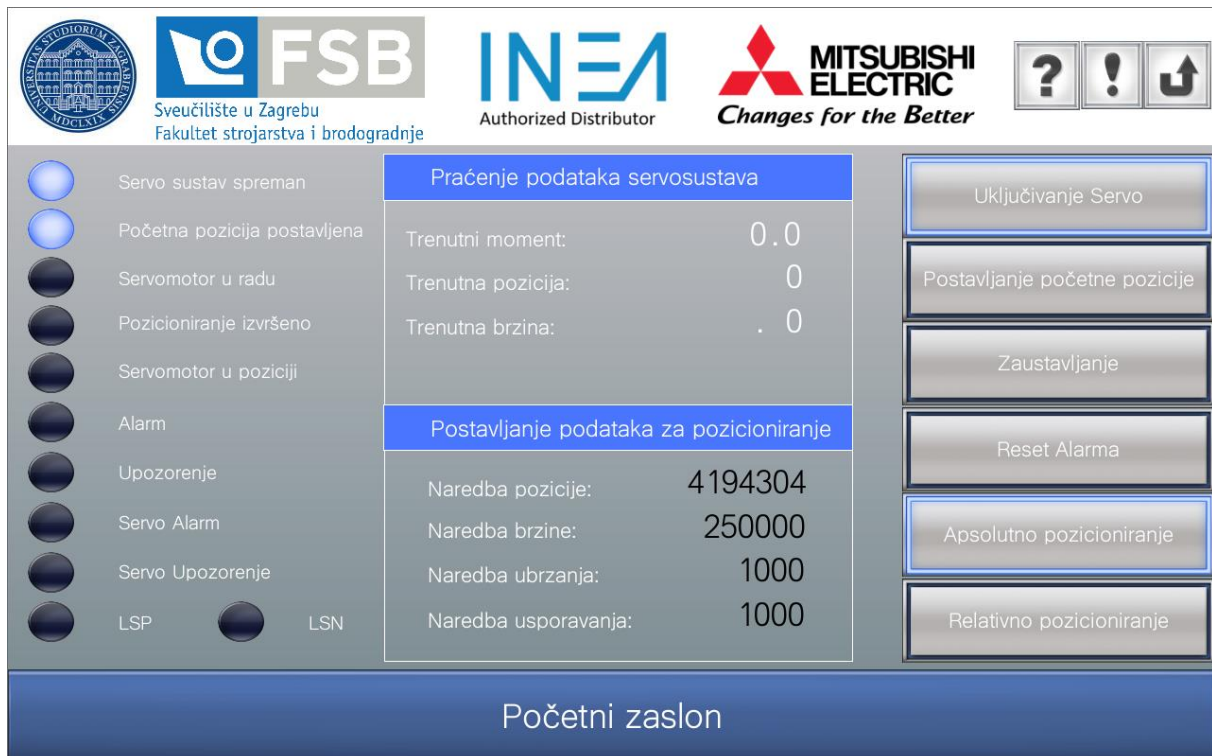 UNIVERSITAS STUDIORUM ZAGRABIENSIS MDCLXIX
FSB
Sveučilište u Zagrebu
Fakultet strojarstva i brodogradnje
INEA
Authorized Distributor
MITSUBISHI
ELECTRIC
Changes for the Better
? !
Servo sustav spreman
Početna pozicija postavljena
Servomotor u radu
Pozicioniranje izvršeno
Servomotor u poziciji
Alarm
Upozorenje
Servo Alarm
Servo Upozorenje
LSP LSN
Praćenje podataka servosustava
Trenutni moment: 0.0
Trenutna pozicija: 0
Trenutna brzina: . 0
Postavljanje podataka za pozicioniranje
Naredba pozicije: 4194304
Naredba brzine: 250000
Naredba ubrzanja: 1000
Naredba usporavanja: 1000
Uključivanje Servo
Postavljanje početne pozicije
Zaustavljanje
Reset Alarma
Apsolutno pozicioniranje
Relativno pozicioniranje
Početni zaslon